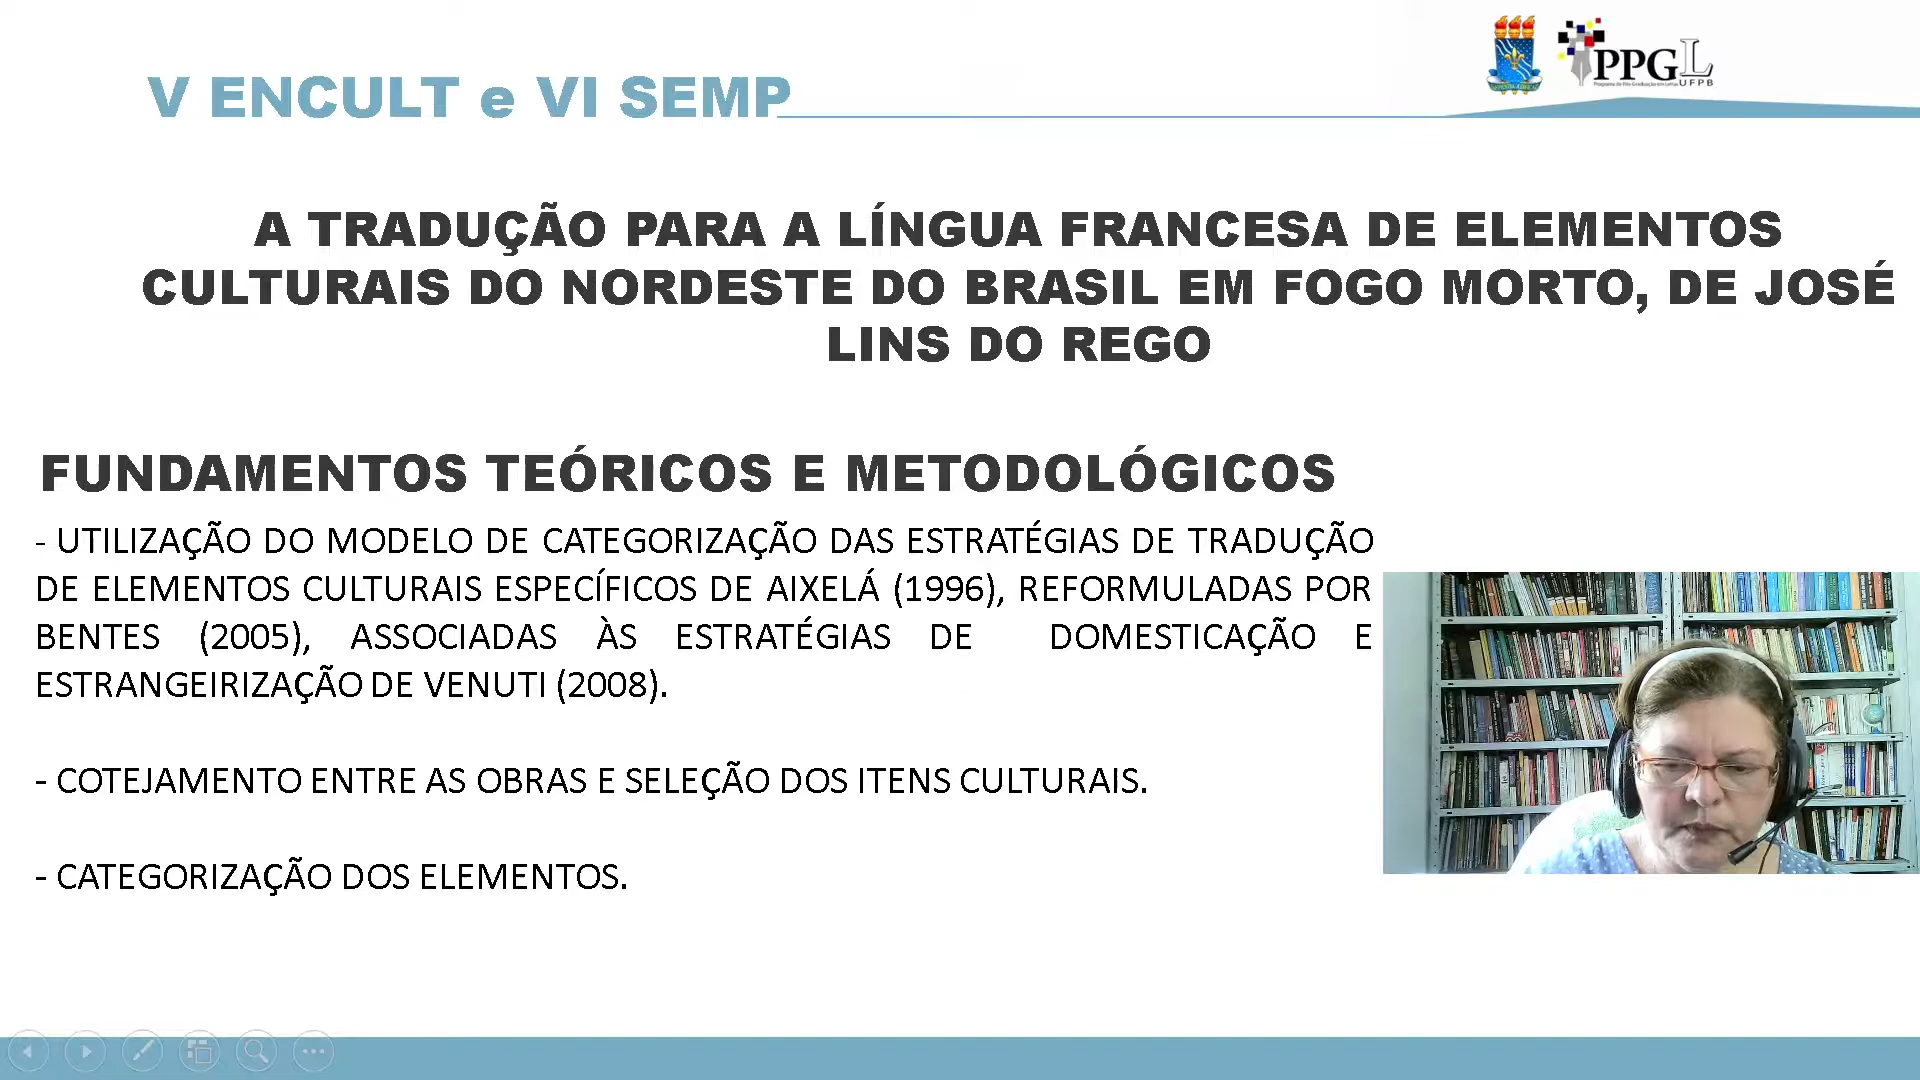 V ENCULT e VI SEMP
PPGL
UFPB
A TRADUÇÃO PARA A LÍNGUA FRANCESA DE ELEMENTOS
CULTURAIS DO NORDESTE DO BRASIL EM FOGO MORTO, DE JOSÉ
LINS DO REGO
FUNDAMENTOS TEÓRICOS E METODOLÓGICOS
- UTILIZAÇÃO DO MODELO DE CATEGORIZAÇÃO DAS ESTRATÉGIAS DE TRADUÇÃO
DE ELEMENTOS CULTURAIS ESPECÍFICOS DE AIXELÁ (1996), REFORMULADAS POR
BENTES (2005), ASSOCIADAS ÀS ESTRATÉGIAS DE DOMESTICAÇÃO E
ESTRANGEIRIZAÇÃO DE VENUTI (2008).
- COTEJAMENTO ENTRE AS OBRAS E SELEÇÃO DOS ITENS CULTURAIS.
- CATEGORIZAÇÃO DOS ELEMENTOS.